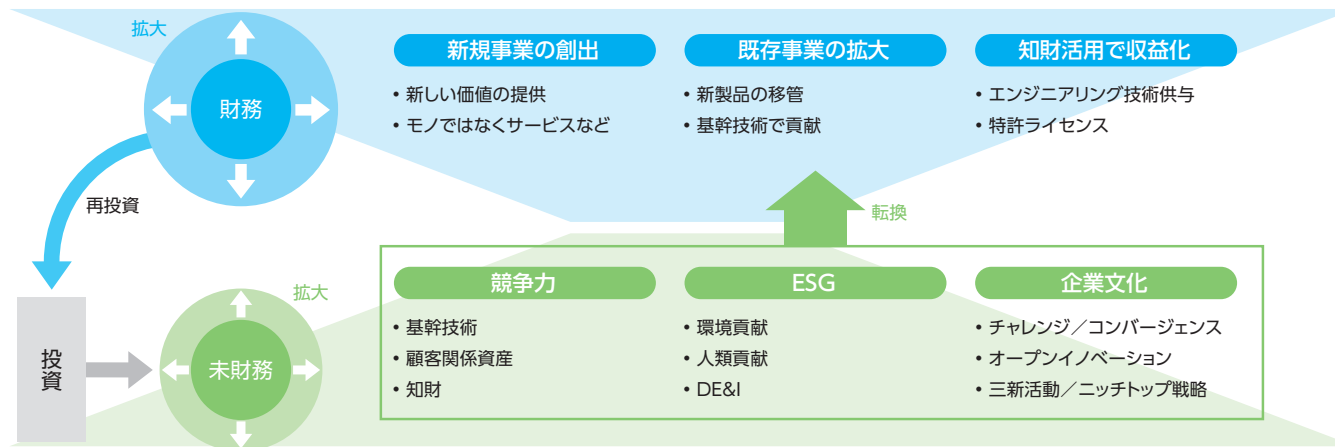 拡大
財務
再投資
新規事業の創出
• 新しい価値の提供
• モノではなくサービスなど
既存事業の拡大
• 新製品の移管
• 基幹技術で貢献
知財活用で収益化
• エンジニアリング技術供与
• 特許ライセンス
転換
投資
拡大
未財務
競争力
• 基幹技術
• 顧客関係資産
• 知財
ESG
• 環境貢献
• 人類貢献
• DE&I
企業文化
• チャレンジ／コンバージェンス
• オープンイノベーション
• 三新活動／ニッチトップ戦略